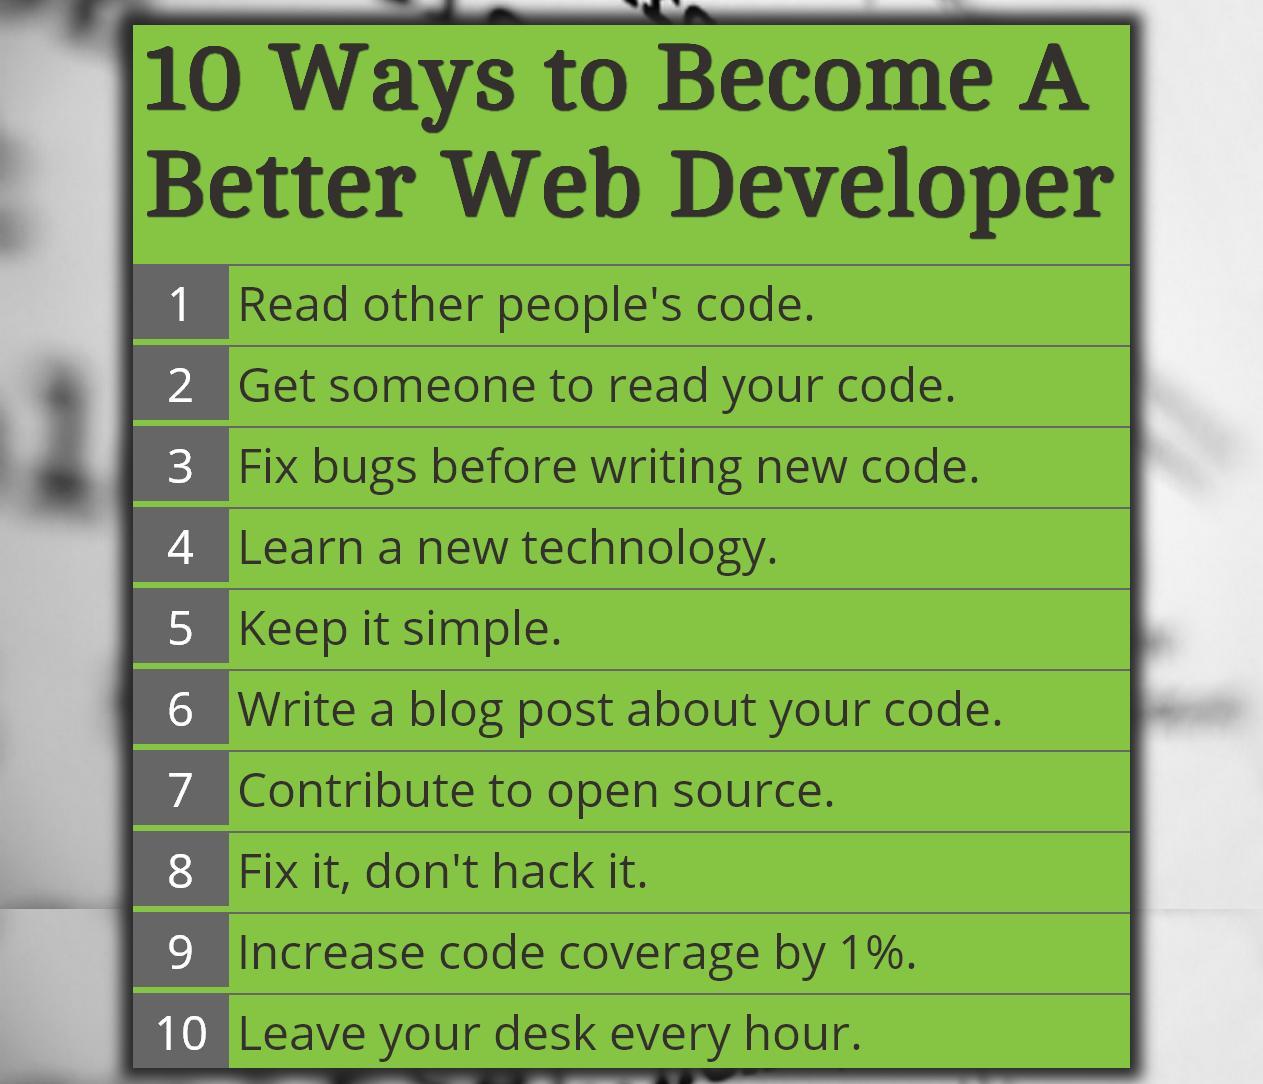 10 Ways to Become A
Better Web Developer
1 Read other people's code.
2 Get someone to read your code.
3 Fix bugs before writing new code.
4 Learn a new technology.
5 Keep it simple.
6 Write a blog post about your code.
7 Contribute to open source.
8 Fix it, don't hack it.
9 Increase code coverage by 1%.
10 Leave your desk every hour.